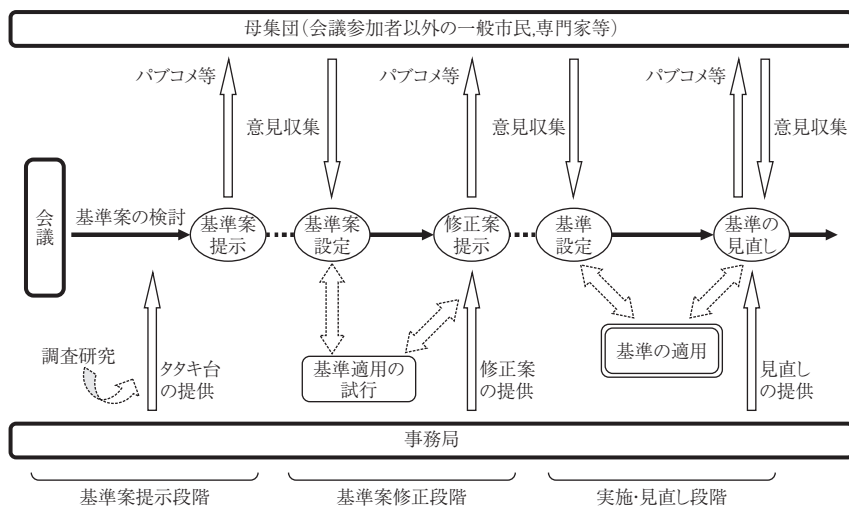 母集団（会議参加者以外の一般市民,専門家等）
パブコメ等
意見収集
パブコメ等
意見収集
パブコメ等
意見収集
会議
基準案の検討
基準案
提示
基準案
設定
修正案
提示
基準
設定
基準の
見直し
調査研究
タタキ台
の提供
基準適用の
試行
修正案
の提供
基準の適用
見直し
の提供
事務局
基準案提示段階
基準案修正段階
実施・見直し段階